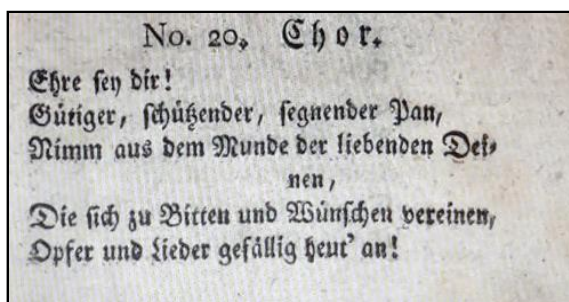 No. 20. Chor.
Ehre sey dir!
Gütiger, schützender, segnender Pan,
Nimm aus dem Munde der liebenden Dei-
nen,
Die sich zu Bitten und Wünschen vereinen,
Opfer und Lieder gefällig heut' an!